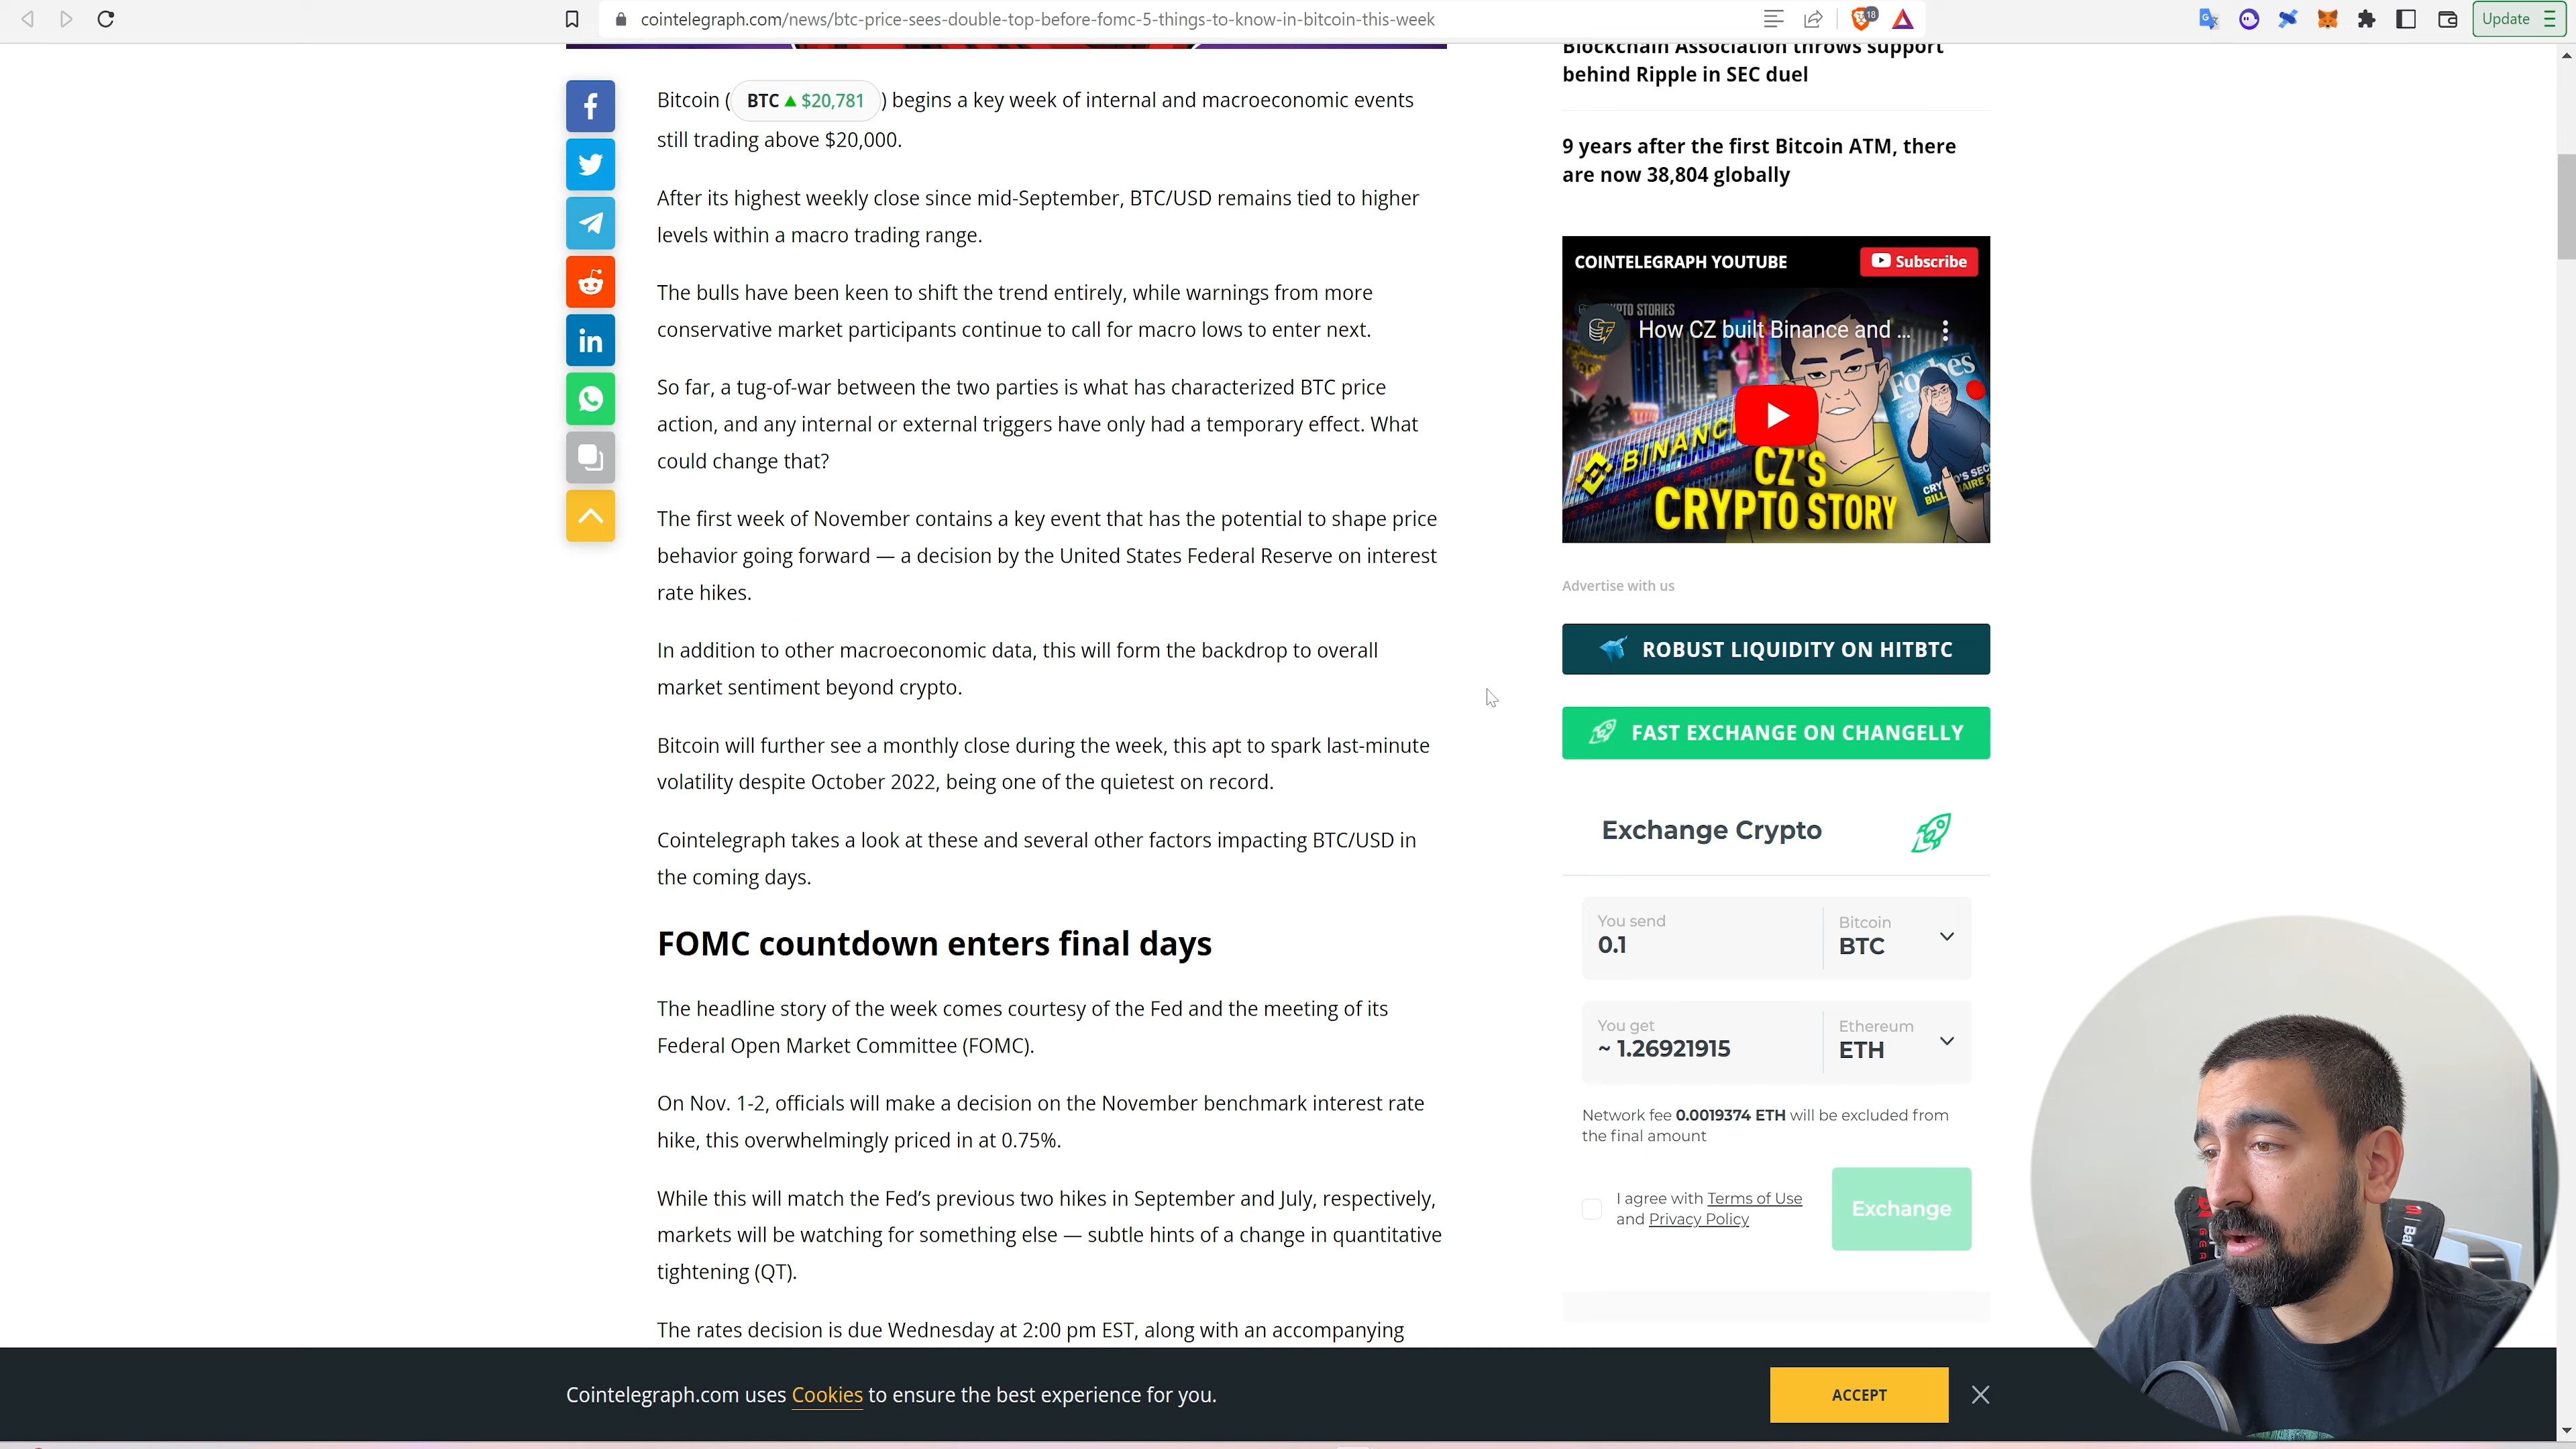 cointelegraph.com/news/btc-price-sees-double-top-before-fomc-5-things-to-know-in-bitcoin-this-week
18
Update
Bitcoin ( BTC ▲ $20,781 ) begins a key week of internal and macroeconomic events
still trading above $20,000.
After its highest weekly close since mid-September, BTC/USD remains tied to higher
levels within a macro trading range.
The bulls have been keen to shift the trend entirely, while warnings from more
conservative market participants continue to call for macro lows to enter next.
So far, a tug-of-war between the two parties is what has characterized BTC price
action, and any internal or external triggers have only had a temporary effect. What
could change that?
The first week of November contains a key event that has the potential to shape price
behavior going forward — a decision by the United States Federal Reserve on interest
rate hikes.
In addition to other macroeconomic data, this will form the backdrop to overall
market sentiment beyond crypto.
Bitcoin will further see a monthly close during the week, this apt to spark last-minute
volatility despite October 2022, being one of the quietest on record.
Cointelegraph takes a look at these and several other factors impacting BTC/USD in
the coming days.
FOMC countdown enters final days
The headline story of the week comes courtesy of the Fed and the meeting of its
Federal Open Market Committee (FOMC).
On Nov. 1-2, officials will make a decision on the November benchmark interest rate
hike, this overwhelmingly priced in at 0.75%.
While this will match the Fed's previous two hikes in September and July, respectively,
markets will be watching for something else — subtle hints of a change in quantitative
tightening (QT).
The rates decision is due Wednesday at 2:00 pm EST, along with an accompanying
Blockchain Association throws support
behind Ripple in SEC duel
9 years after the first Bitcoin ATM, there
are now 38,804 globally
COINTELEGRAPH YOUTUBE
Subscribe
How CZ built Binance and ...
Forbes
BINANCE
CZ'S
CRYPTO STORY
Advertise with us
ROBUST LIQUIDITY ON HITBTC
FAST EXCHANGE ON CHANGELLY
Exchange Crypto
You send
0.1
Bitcoin
BTC
You get
~ 1.26921915
Ethereum
ETH
Network fee 0.0019374 ETH will be excluded from
the final amount
I agree with Terms of Use
and Privacy Policy
Exchange
Cointelegraph.com uses Cookies to ensure the best experience for you.
ACCEPT